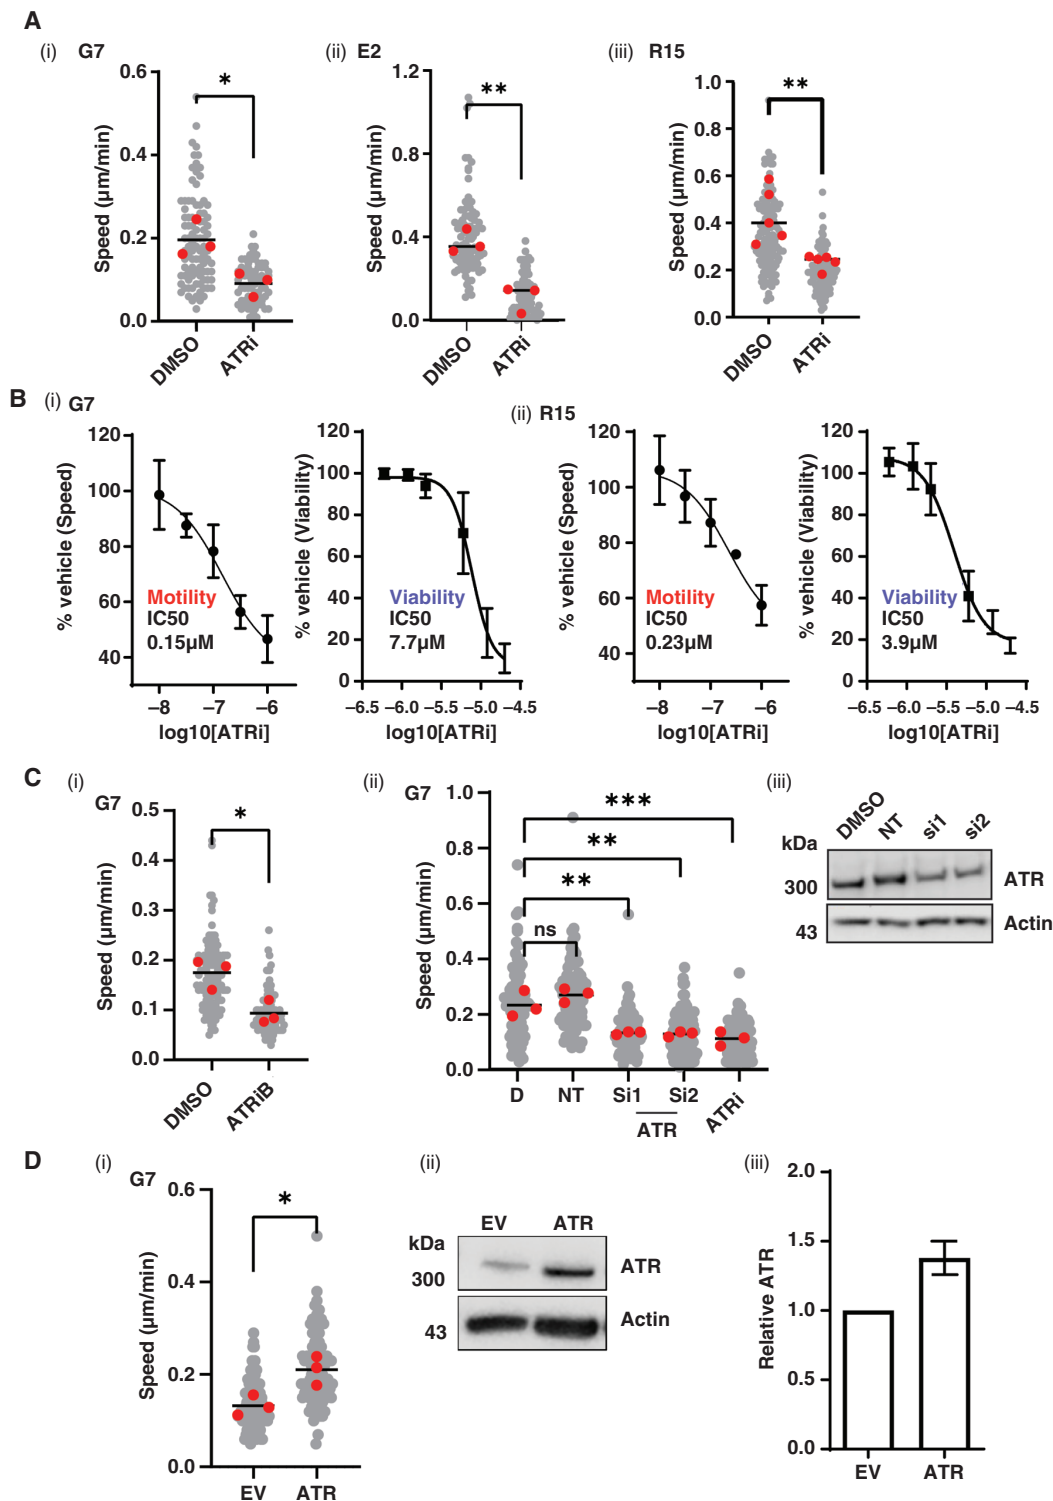 A
(i) G7
(ii) E2
(iii) R15
Speed (µm/min)
0.6
0.4
0.2
0.0
*
DMSO
ATRi
Speed (µm/min)
1.2
0.8
0.4
0.0
**
DMSO
ATRi
Speed (µm/min)
1.0
0.8
0.6
0.4
0.2
0.0
**
DMSO
ATRi
B
(i) G7
% vehicle (Speed)
120
100
80
60
40
Motility
IC50
0.15µM
−8 −7 −6
log10[ATRi]
% vehicle (Viability)
120
100
80
60
40
20
0
Viability
IC50
7.7µM
−6.5 −6.0 −5.5 −5.0 −4.5
log10[ATRi]
(ii) R15
% vehicle (Speed)
120
100
80
60
40
Motility
IC50
0.23µM
−8 −7 −6
log10[ATRi]
% vehicle (Viability)
120
100
80
60
40
20
0
Viability
IC50
3.9µM
−6.5 −6.0 −5.5 −5.0 −4.5
log10[ATRi]
C
(i)
G7
Speed (µm/min)
0.5
0.4
0.3
0.2
0.1
0.0
*
DMSO
ATRiB
(ii)
G7
Speed (µm/min)
1.0
0.8
0.6
0.4
0.2
0.0
***
**
**
ns
D NT Si1 Si2 ATRi
ATR
(iii)
DMSO NT si1 si2
kDa
300
ATR
43
Actin
D
(i)
G7
Speed (µm/min)
0.6
0.4
0.2
0.0
*
EV ATR
(ii)
EV ATR
kDa
300
ATR
43
Actin
(iii)
Relative ATR
2.0
1.5
1.0
0.5
0.0
EV ATR